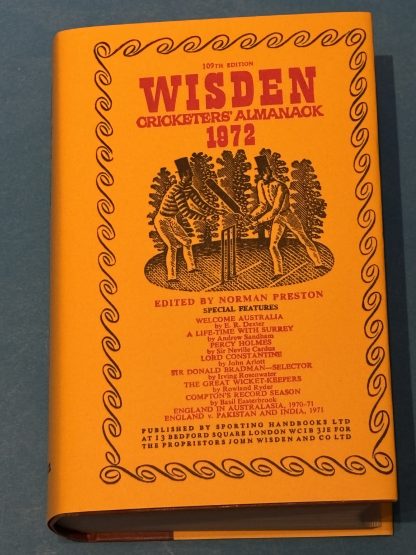 109TH EDITION
WISDEN
CRICKETERS' ALMANACK
1972
EDITED BY NORMAN PRESTON
SPECIAL FEATURES
WELCOME AUSTRALIA
by E. R. Dexter
A LIFE-TIME WITH SURREY
by Andrew Sandham
PERCY HOLMES
by Sir Neville Cardus
LORD CONSTANTINE
by John Arlott
SIR DONALD BRADMAN—SELECTOR
by Irving Rosenwater
THE GREAT WICKET-KEEPERS
by Rowland Ryder
COMPTON'S RECORD SEASON
by Basil Easterbrook
ENGLAND IN AUSTRALASIA, 1970-71
ENGLAND v. PAKISTAN AND INDIA, 1971
PUBLISHED BY SPORTING HANDBOOKS LTD
AT 13 BEDFORD SQUARE LONDON WC1B 3JE FOR
THE PROPRIETORS JOHN WISDEN AND CO LTD